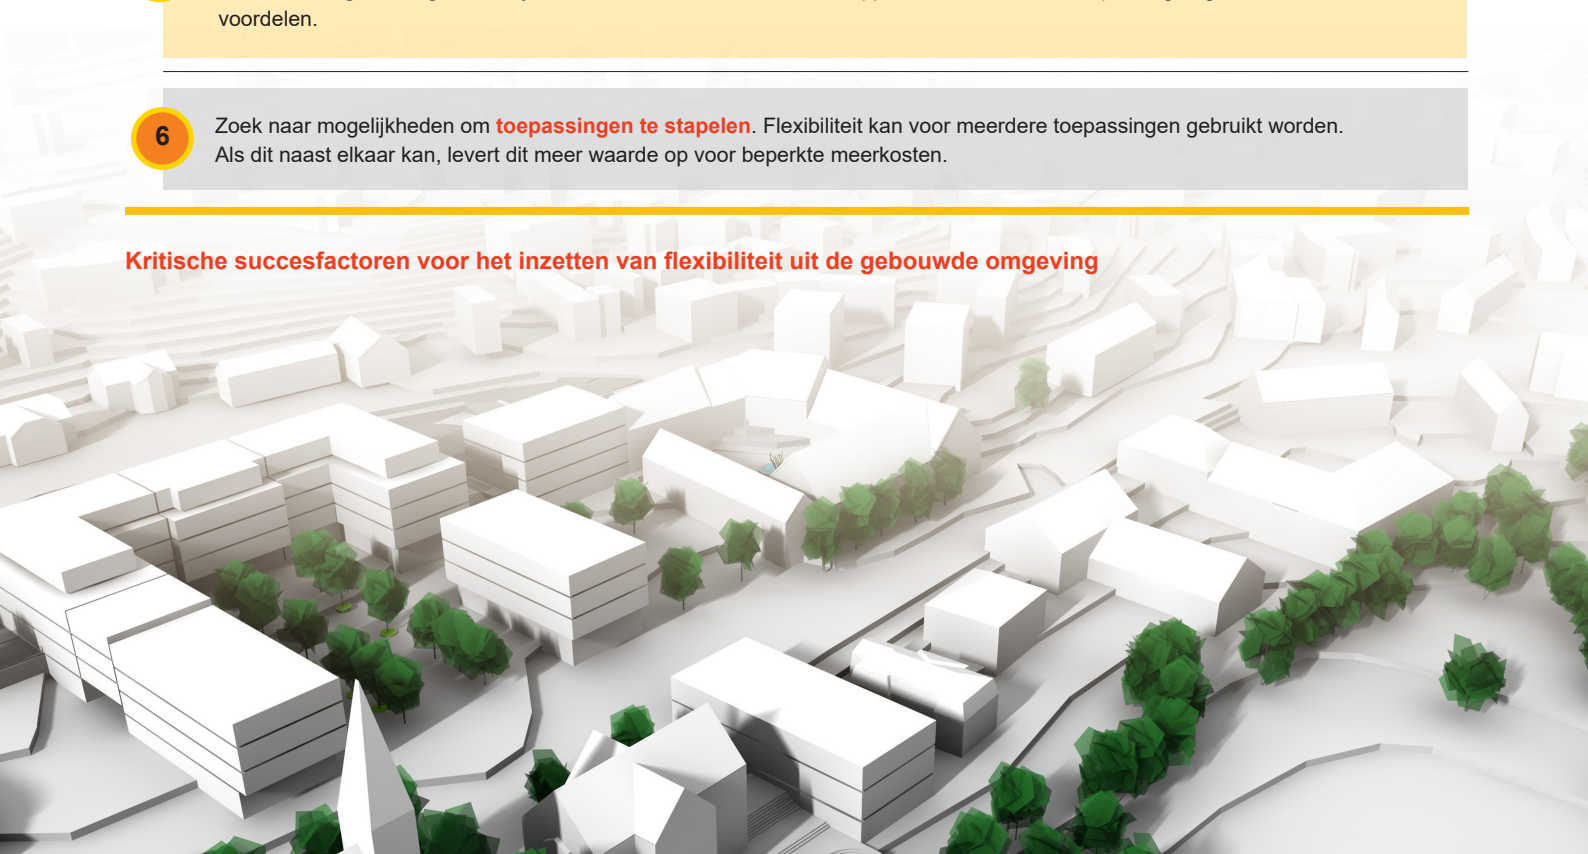 voordelen.
6
Zoek naar mogelijkheden om toepassingen te stapelen. Flexibiliteit kan voor meerdere toepassingen gebruikt worden.
Als dit naast elkaar kan, levert dit meer waarde op voor beperkte meerkosten.
Kritische succesfactoren voor het inzetten van flexibiliteit uit de gebouwde omgeving